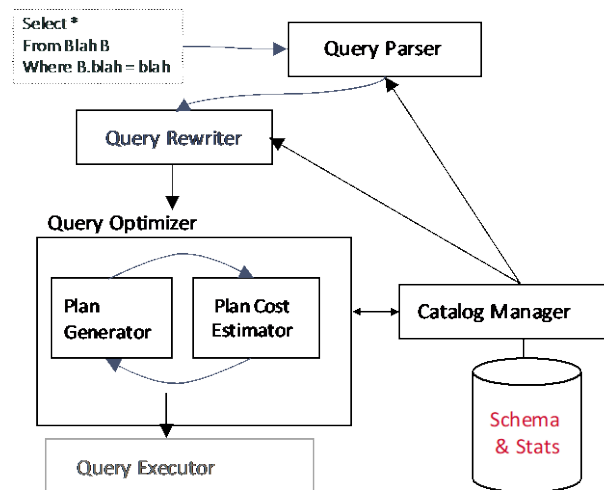 Select *
From Blah B
Where B.blah = blah
Query Parser
Query Rewriter
Query Optimizer
Plan
Generator
Plan Cost
Estimator
Catalog Manager
Schema
& Stats
Query Executor